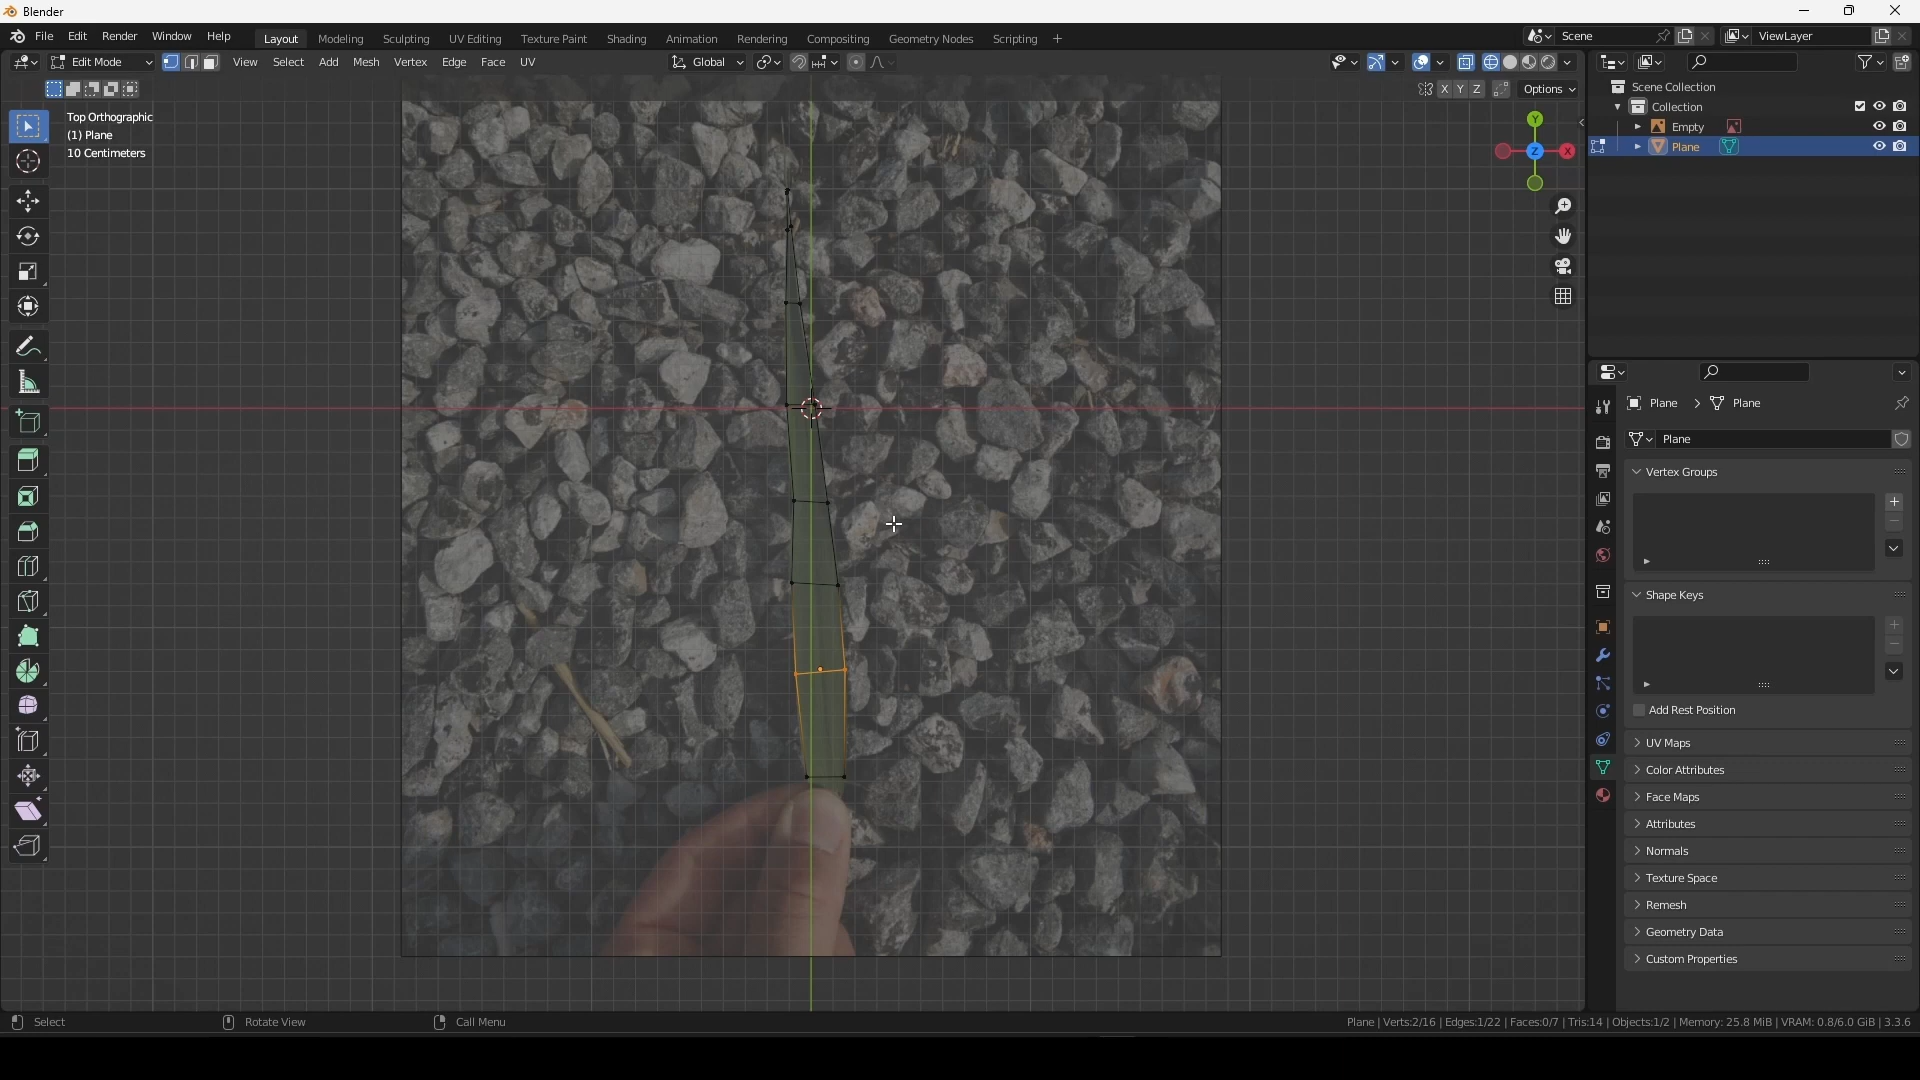 Blender
File Edit Render Window Help Layout Modeling Sculpting UV Editing Texture Paint Shading Animation Rendering Compositing Geometry Nodes Scripting + Scene ViewLayer
Edit Mode View Select Add Mesh Vertex Edge Face UV Global
X Y Z Options
Top Orthographic
(1) Plane
10 Centimeters
Y
Z X
Scene Collection
Collection
Empty
Plane
Plane > Plane
Plane
Vertex Groups
Shape Keys
Add Rest Position
UV Maps
Color Attributes
Face Maps
Attributes
Normals
Texture Space
Remesh
Geometry Data
Custom Properties
Select Rotate View Call Menu Plane | Verts:2/16 | Edges:1/22 | Faces:0/7 | Tris:14 | Objects:1/2 | Memory: 25.8 MiB | VRAM: 0.8/6.0 GiB | 3.3.6